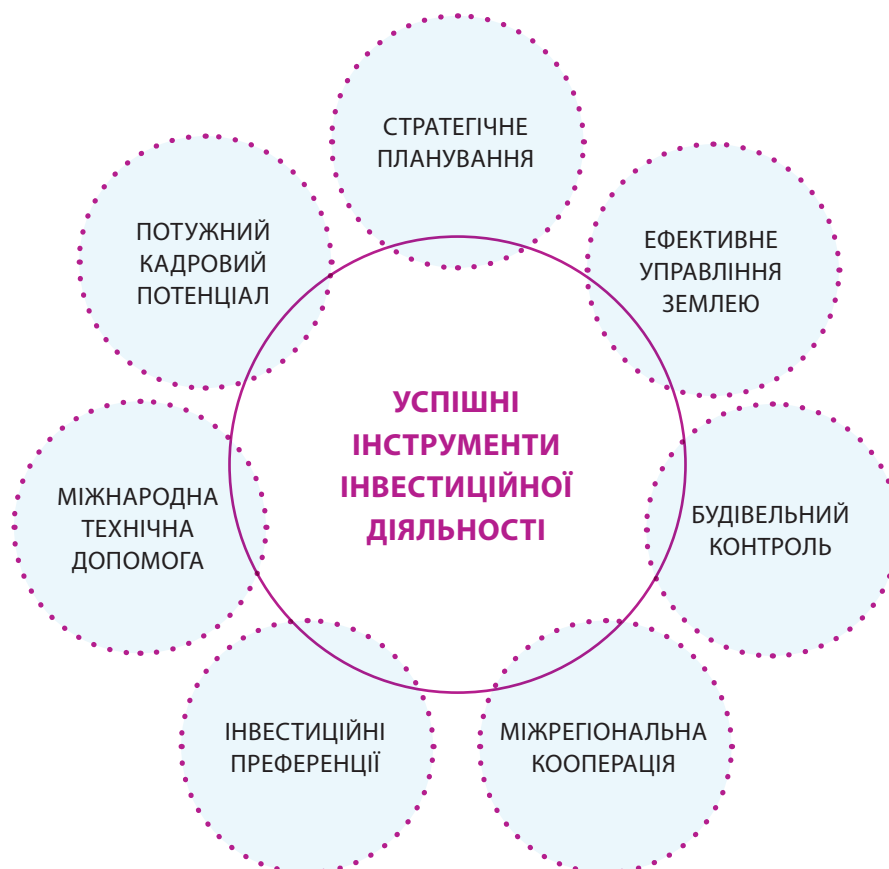 СТРАТЕГІЧНЕ
ПЛАНУВАННЯ
ПОТУЖНИЙ
КАДРОВИЙ
ПОТЕНЦІАЛ
ЕФЕКТИВНЕ
УПРАВЛІННЯ
ЗЕМЛЕЮ
УСПІШНІ
ІНСТРУМЕНТИ
ІНВЕСТИЦІЙНОЇ
ДІЯЛЬНОСТІ
МІЖНАРОДНА
ТЕХНІЧНА
ДОПОМОГА
БУДІВЕЛЬНИЙ
КОНТРОЛЬ
ІНВЕСТИЦІЙНІ
ПРЕФЕРЕНЦІЇ
МІЖРЕГІОНАЛЬНА
КООПЕРАЦІЯ